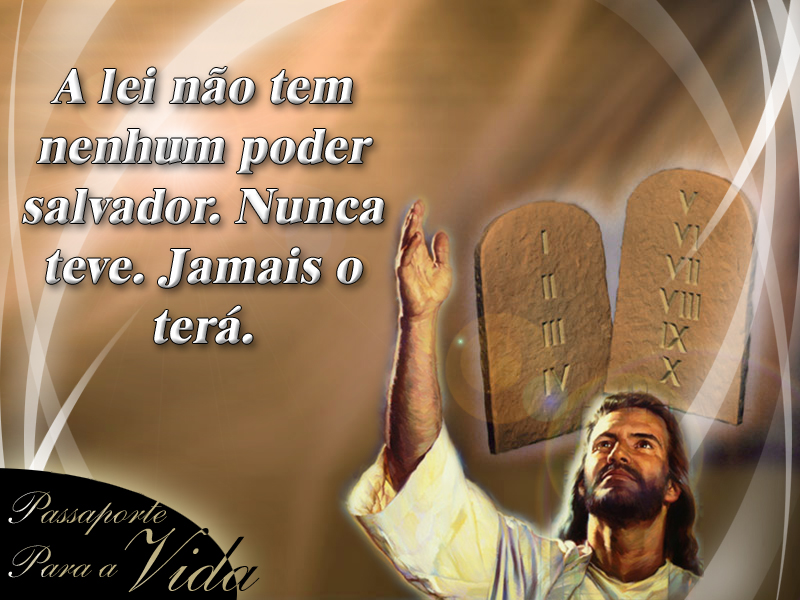 A lei não tem
nenhum poder
salvador. Nunca
teve. Jamais o
terá.
I
II
III
IV
V
VI
VII
VIII
IX
X
Passaporte
Para a Vida